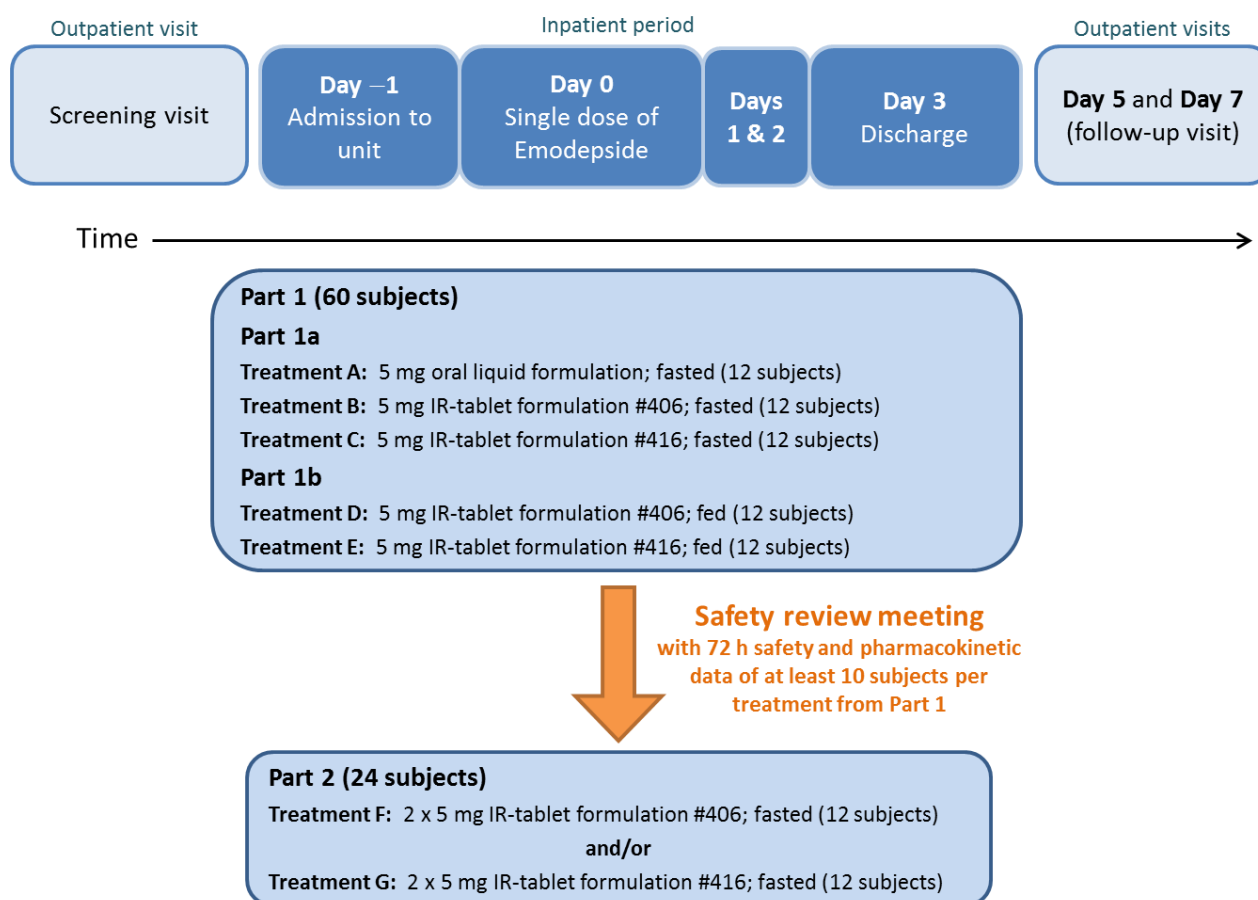 Outpatient visit
Inpatient period
Outpatient visits
Screening visit
Day –1
Admission to
unit
Day 0
Single dose of
Emodepside
Days
1 & 2
Day 3
Discharge
Day 5 and Day 7
(follow-up visit)
Time
Part 1 (60 subjects)
Part 1a
Treatment A: 5 mg oral liquid formulation; fasted (12 subjects)
Treatment B: 5 mg IR-tablet formulation #406; fasted (12 subjects)
Treatment C: 5 mg IR-tablet formulation #416; fasted (12 subjects)
Part 1b
Treatment D: 5 mg IR-tablet formulation #406; fed (12 subjects)
Treatment E: 5 mg IR-tablet formulation #416; fed (12 subjects)
Safety review meeting
with 72 h safety and pharmacokinetic
data of at least 10 subjects per
treatment from Part 1
Part 2 (24 subjects)
Treatment F: 2 x 5 mg IR-tablet formulation #406; fasted (12 subjects)
and/or
Treatment G: 2 x 5 mg IR-tablet formulation #416; fasted (12 subjects)